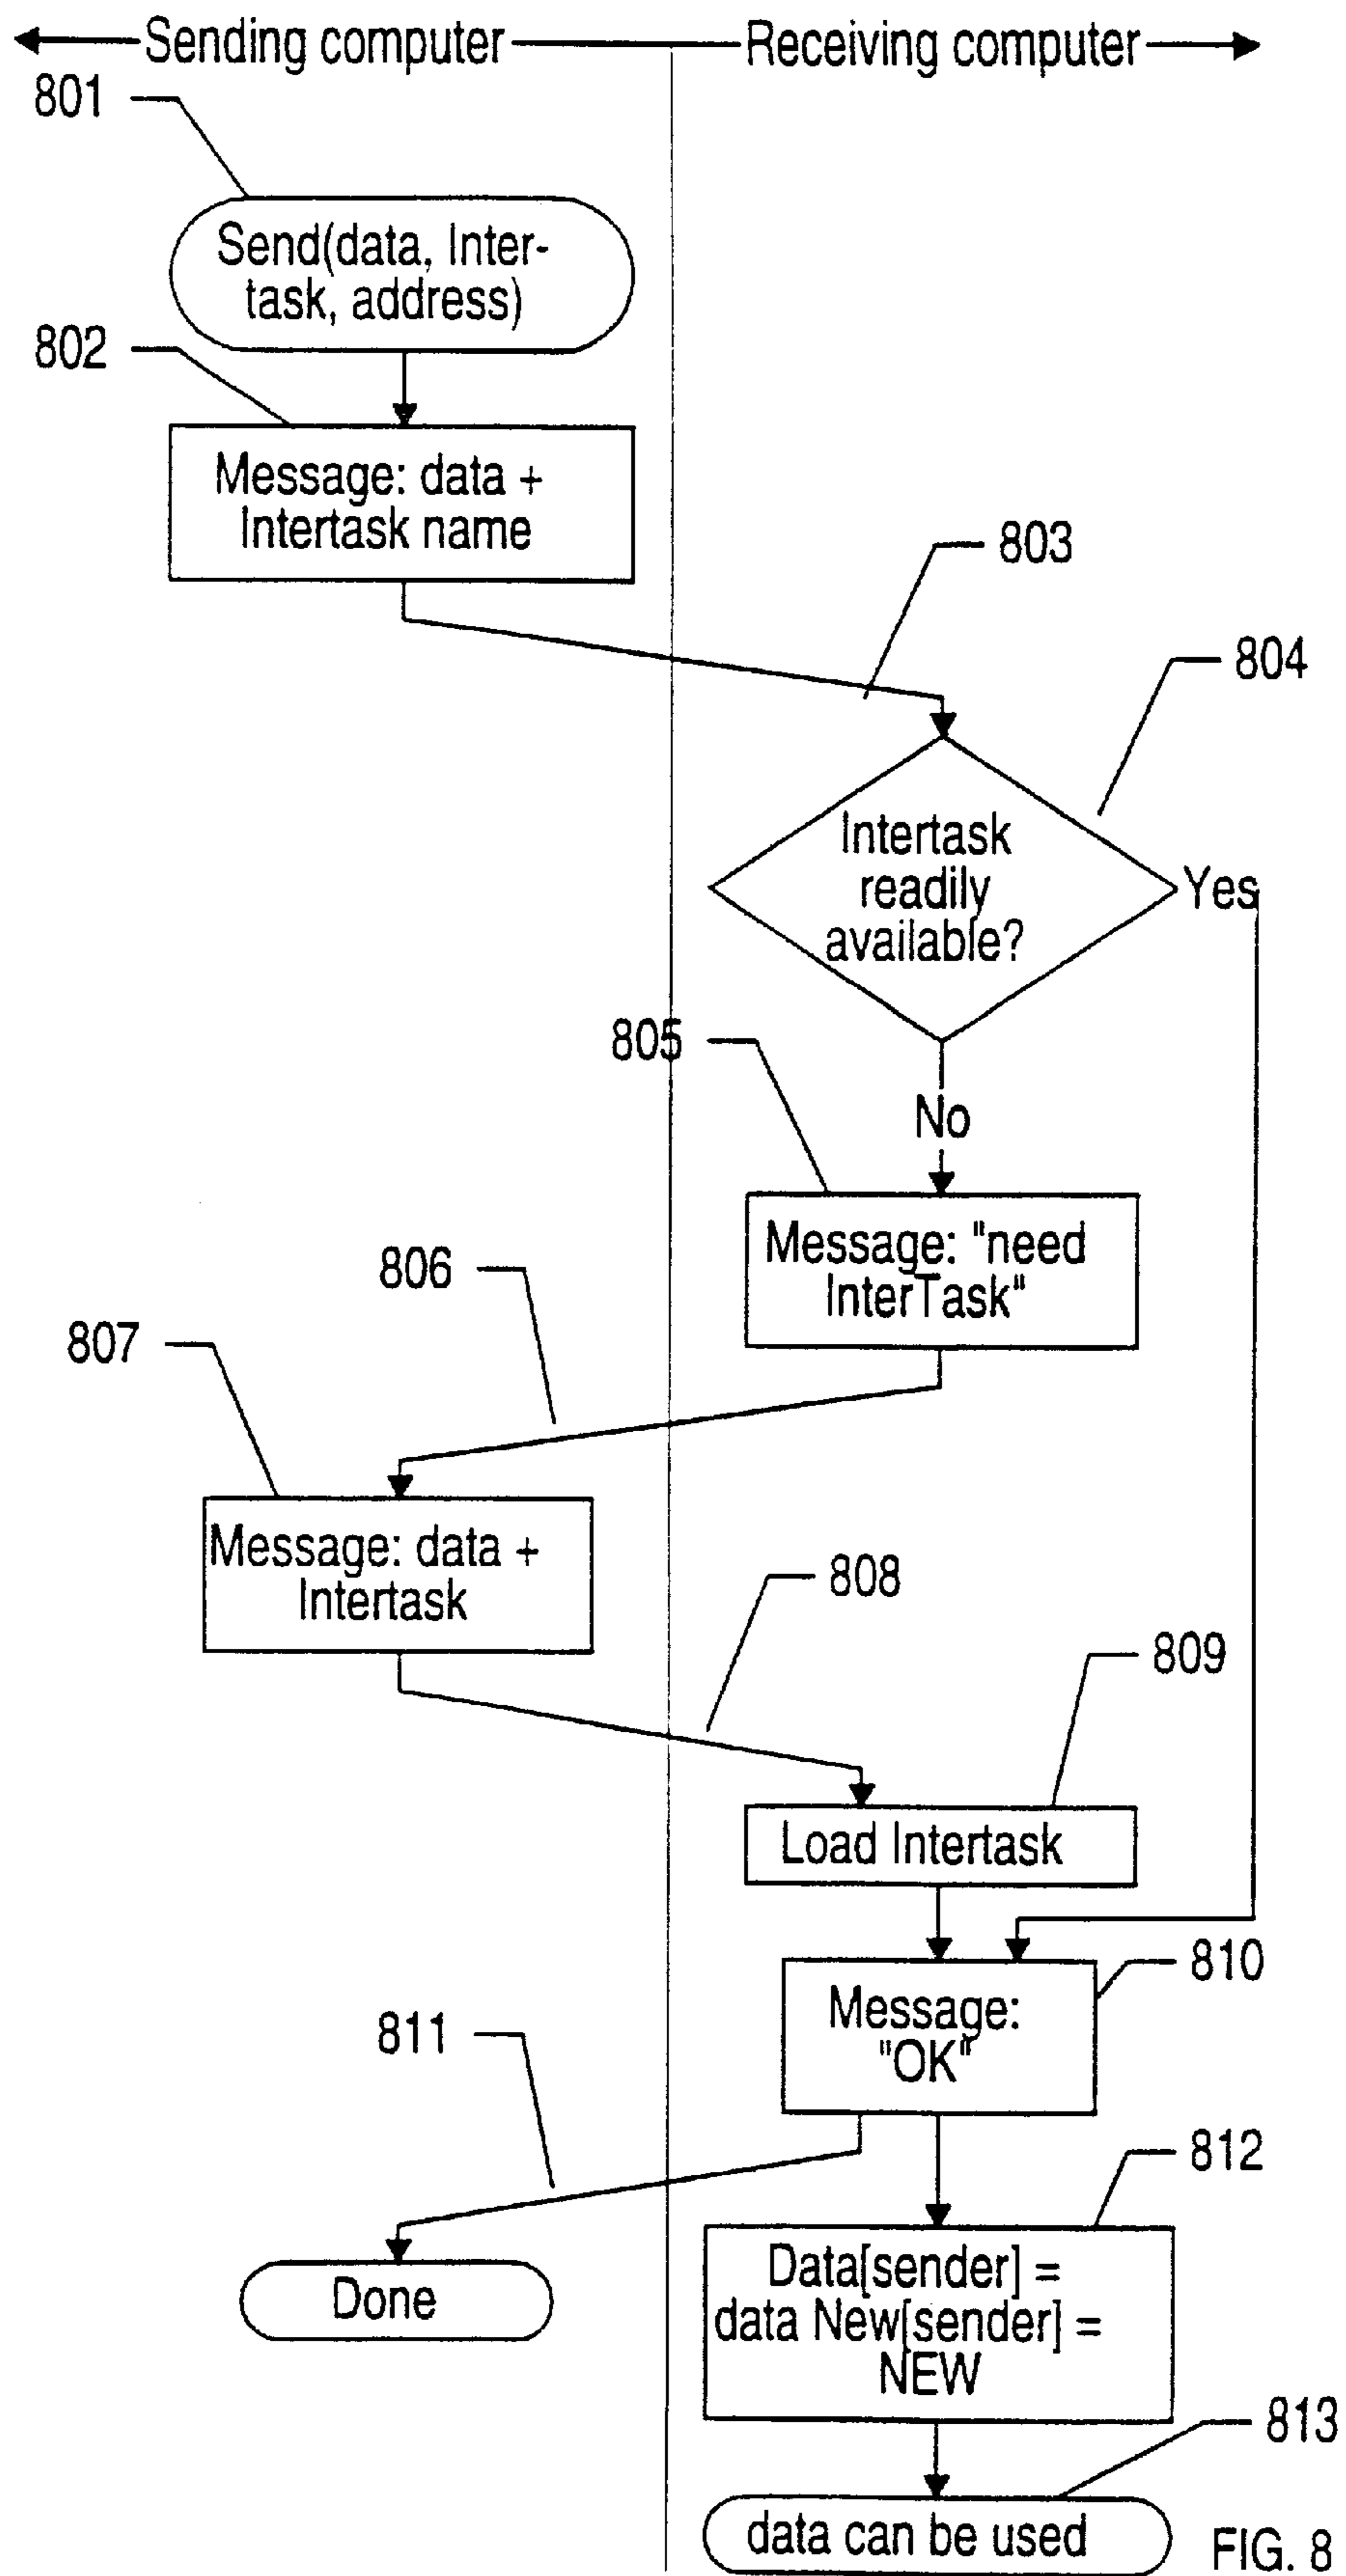 Sending computer
Receiving computer
801
Send(data, Inter-
task, address)
802
Message: data +
Intertask name
803
804
Intertask
readily
available?
Yes
805
No
Message: "need
InterTask"
806
807
Message: data +
Intertask
808
809
Load Intertask
810
Message:
"OK"
811
812
Done
Data[sender] =
data New[sender] =
NEW
813
data can be used
FIG. 8